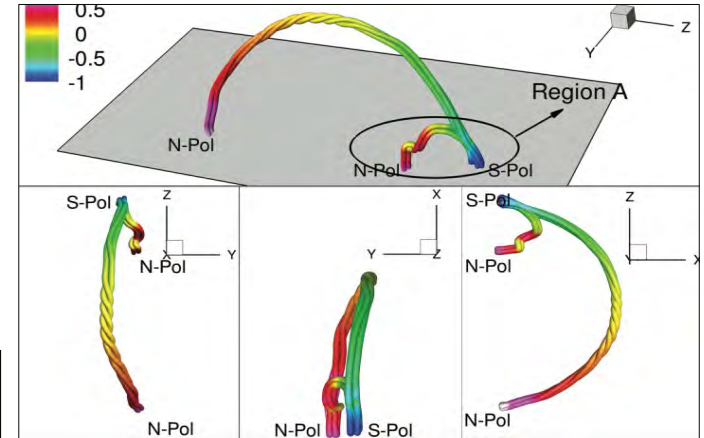 0.5
0
-0.5
-1
Z
Y
Region A
N-Pol
N-Pol
S-Pol
S-Pol
Z
X
Y
N-Pol
N-Pol
X
Y
Z
N-Pol
S-Pol
S-Pol
Z
Y
X
N-Pol
N-Pol